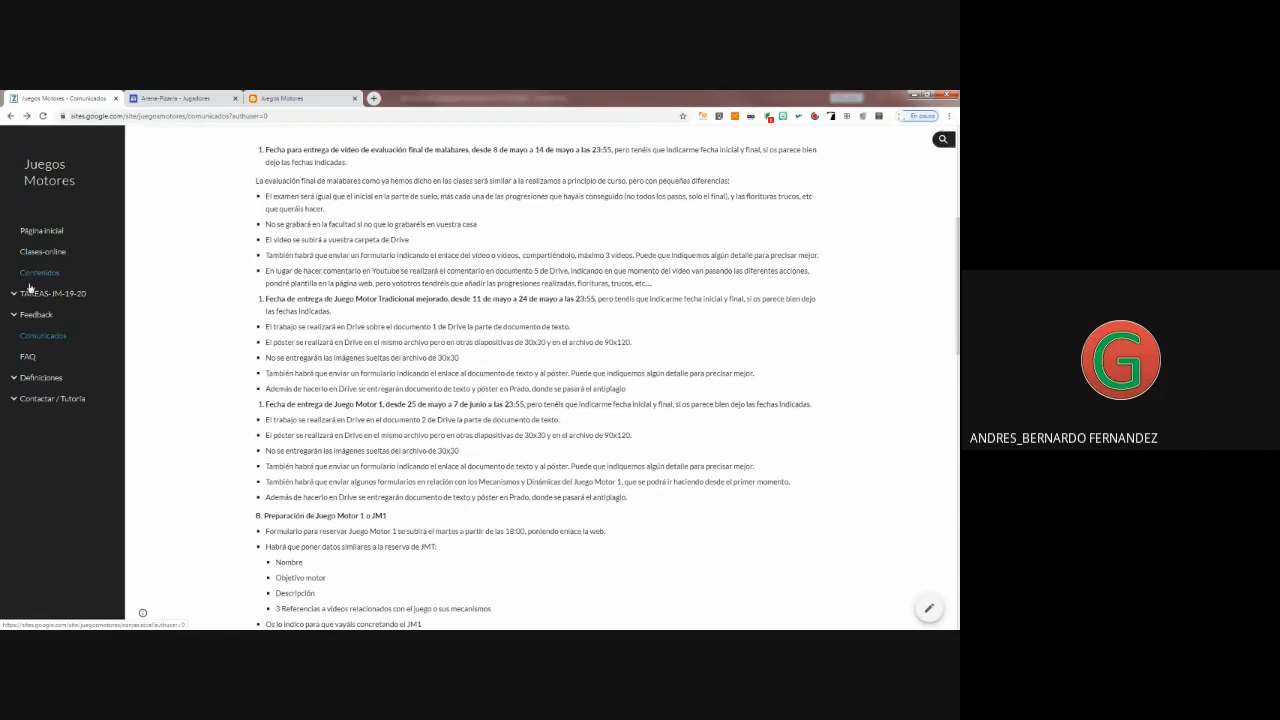 Juegos Motores - Comunicados
Arena-Pizarra - Jugadores
Juegos Motores
sites.google.com/site/juegosmotores/comunicados?authuser=0
En pausa
Juegos
Motores
Página inicial
Clases-online
Contenidos
TAREAS-JM-19-20
Feedback
Comunicados
FAQ
Definiciones
Contactar / Tutoría
1. Fecha para entrega de vídeo de evaluación final de malabares, desde 8 de mayo a 14 de mayo a las 23:55, pero tenéis que indicarme fecha inicial y final, si os parece bien
dejo las fechas indicadas.
La evaluación final de malabares como ya hemos dicho en las clases será similar a la realizamos a principio de curso, pero con pequeñas diferencias:
El examen será igual que el inicial en la parte de suelo, más cada una de las progresiones que hayáis conseguido (no todos los pasos, solo el final), y las florituras trucos, etc
que queráis hacer.
No se grabará en la facultad si no que lo grabaréis en vuestra casa
El video se subirá a vuestra carpeta de Drive
También habrá que enviar un formulario indicando el enlace del vídeo o vídeos, compartiéndolo, máximo 3 vídeos. Puede que indiquemos algún detalle para precisar mejor.
En lugar de hacer comentario en Youtube se realizará el comentario en documento 5 de Drive, indicando en que momento del vídeo van pasando las diferentes acciones,
pondré plantilla en la página web, pero vosotros tendréis que añadir las progresiones realizadas, florituras, trucos, etc....
1. Fecha de entrega de Juego Motor Tradicional mejorado, desde 11 de mayo a 24 de mayo a las 23:55, pero tenéis que indicarme fecha inicial y final, si os parece bien dejo
las fechas indicadas.
El trabajo se realizará en Drive sobre el documento 1 de Drive la parte de documento de texto.
El póster se realizará en Drive en el mismo archivo pero en otras diapositivas de 30x30 y en el archivo de 90x120.
No se entregarán las imágenes sueltas del archivo de 30x30
También habrá que enviar un formulario indicando el enlace al documento de texto y al póster. Puede que indiquemos algún detalle para precisar mejor.
Además de hacerlo en Drive se entregarán documento de texto y póster en Prado, donde se pasará el antiplagio
1. Fecha de entrega de Juego Motor 1, desde 25 de mayo a 7 de junio a las 23:55, pero tenéis que indicarme fecha inicial y final, si os parece bien dejo las fechas indicadas.
El trabajo se realizará en Drive en el documento 2 de Drive la parte de documento de texto.
El póster se realizará en Drive en el mismo archivo pero en otras diapositivas de 30x30 y en el archivo de 90x120.
No se entregarán las imágenes sueltas del archivo de 30x30
También habrá que enviar un formulario indicando el enlace al documento de texto y al póster. Puede que indiquemos algún detalle para precisar mejor.
También habrá que enviar algunos formularios en relación con los Mecanismos y Dinámicas del Juego Motor 1, que se podrá ir haciendo desde el primer momento.
Además de hacerlo en Drive se entregarán documento de texto y póster en Prado, donde se pasará el antiplagio.
B. Preparación de Juego Motor 1 o JM1
Formulario para reservar Juego Motor 1 se subirá el martes a partir de las 18:00, poniendo enlace la web.
Habrá que poner datos similares a la reserva de JMT:
Nombre
Objetivo motor
Descripción
3 Referencias a vídeos relacionados con el juego o sus mecanismos
Os lo indico para que vayáis concretando el JM1
G
ANDRES_BERNARDO FERNANDEZ